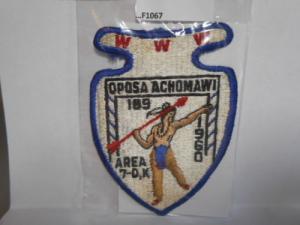 ...F1067
W W W
OPOSA ACHOMAWI
189
1960
AREA
7-D,K